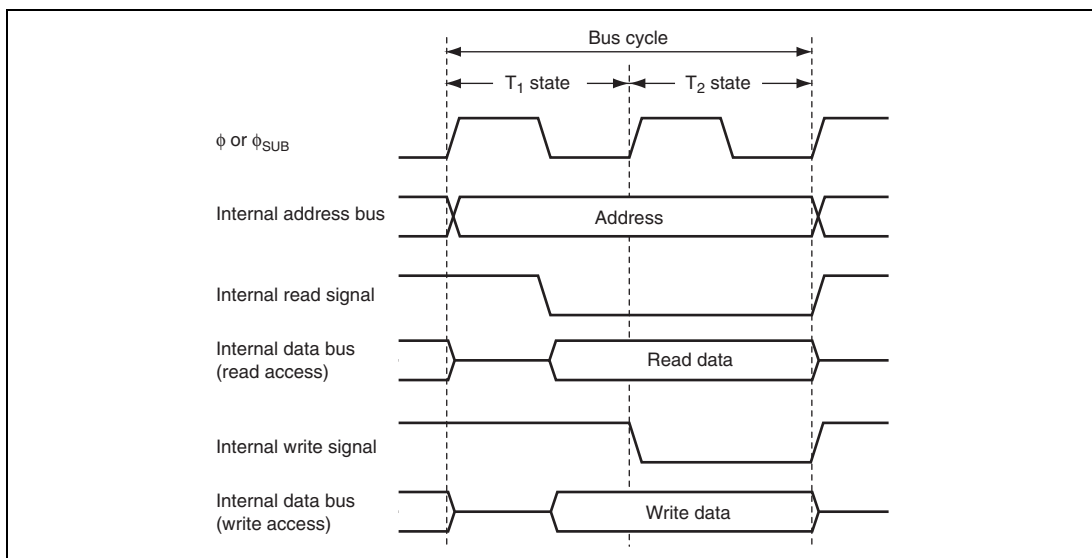 Bus cycle
T₁ state
T₂ state
ϕ or ϕSUB
Internal address bus
Address
Internal read signal
Internal data bus
(read access)
Read data
Internal write signal
Internal data bus
(write access)
Write data